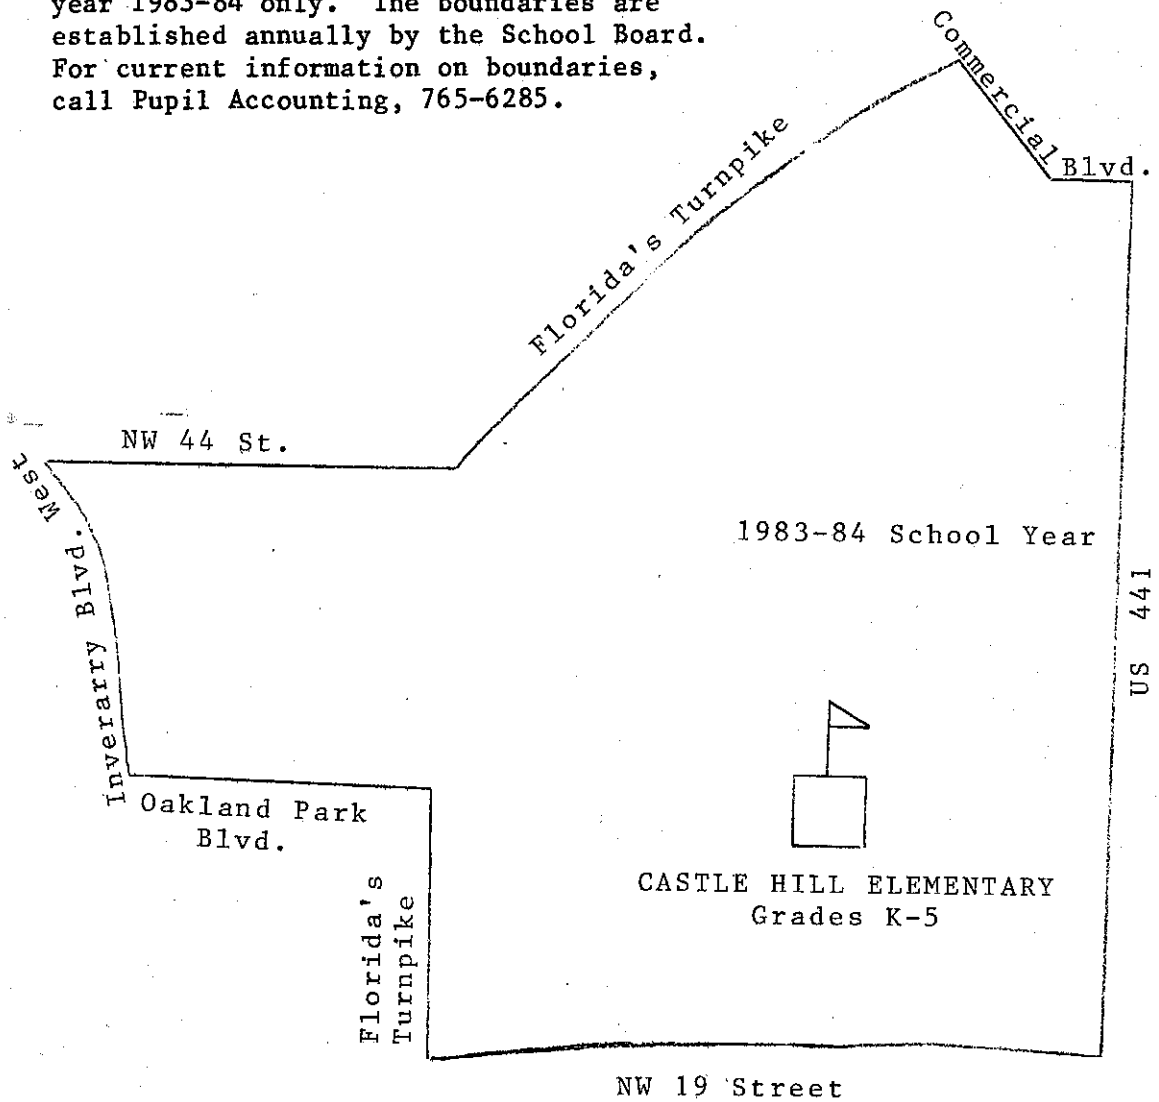 year 1983-84 only. The boundaries are
established annually by the School Board.
For current information on boundaries,
call Pupil Accounting, 765-6285.
Commercial
Blvd.
Florida's Turnpike
NW 44 St.
Inverarry Blvd. West
1983-84 School Year
US 441
Oakland Park
Blvd.
CASTLE HILL ELEMENTARY
Grades K-5
Florida's
Turnpike
NW 19 Street